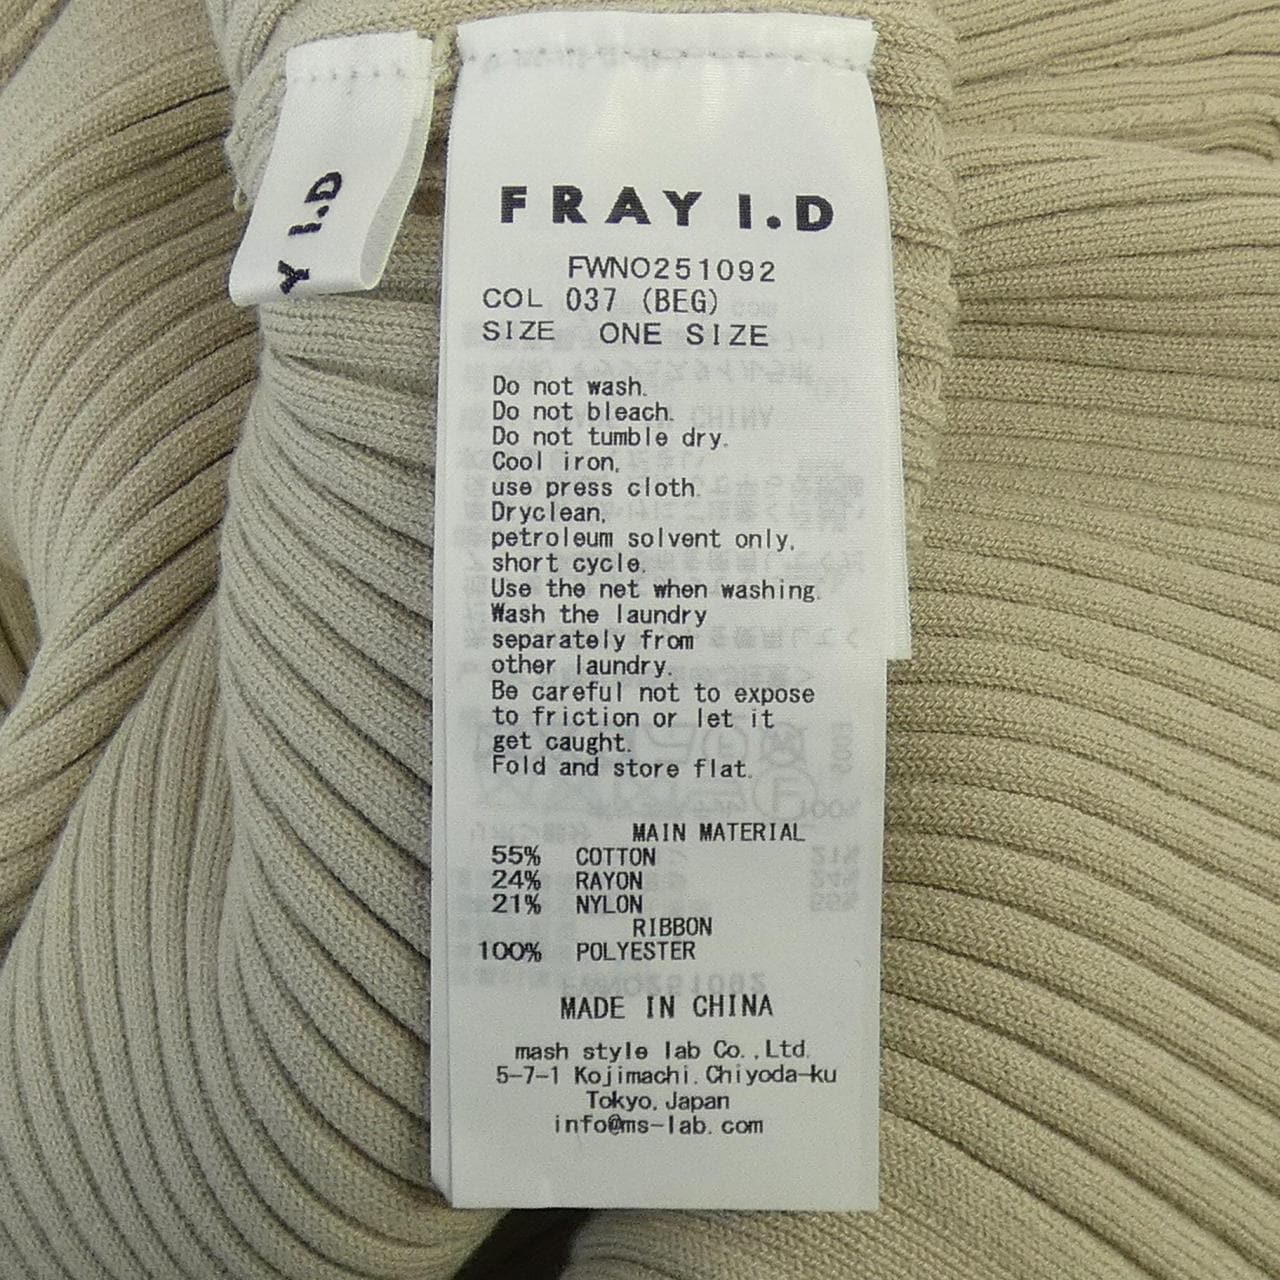 Y I.D
FRAY I.D
FWNO251092
COL 037 (BEG)
SIZE ONE SIZE
Do not wash.
Do not bleach.
Do not tumble dry.
Cool iron,
use press cloth.
Dryclean,
petroleum solvent only,
short cycle.
Use the net when washing.
Wash the laundry
separately from
other laundry.
Be careful not to expose
to friction or let it
get caught.
Fold and store flat.
MAIN MATERIAL
55% COTTON
24% RAYON
21% NYLON
RIBBON
100% POLYESTER
MADE IN CHINA
mash style lab Co.,Ltd.
5-7-1 Kojimachi, Chiyoda-ku
Tokyo, Japan
info@ms-lab.com